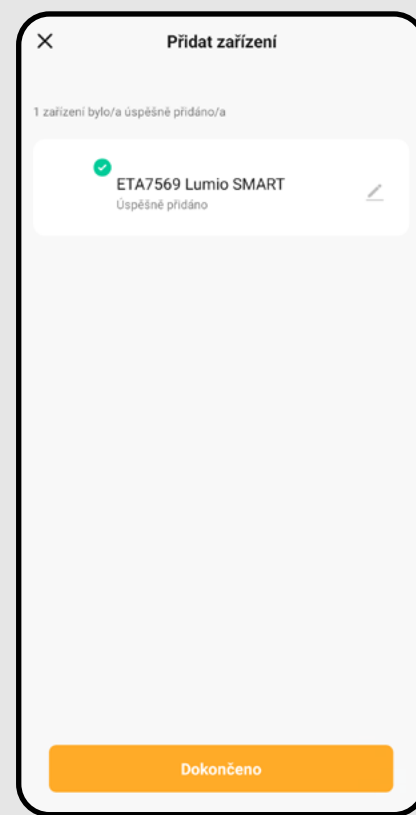 Přidat zařízení
1 zařízení bylo/a úspěšně přidáno/a
ETA7569 Lumio SMART
Úspěšně přidáno
Dokončeno